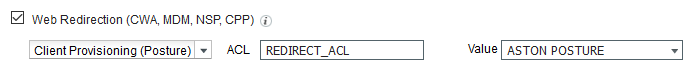 Web Redirection (CWA, MDM, NSP, CPP) i
Client Provisioning (Posture) ACL REDIRECT_ACL Value ASTON POSTURE